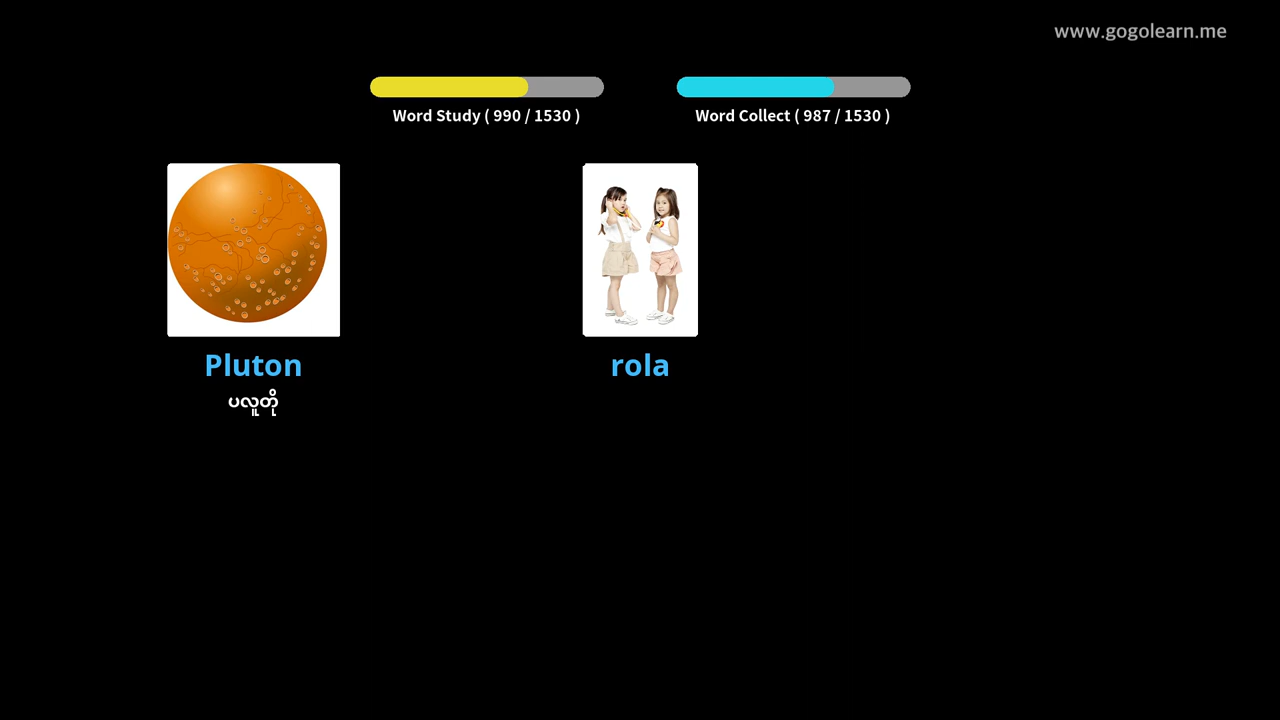 www.gogolearn.me
Word Study ( 990 / 1530 )
Word Collect ( 987 / 1530 )
Pluton
ပလူတို
rola